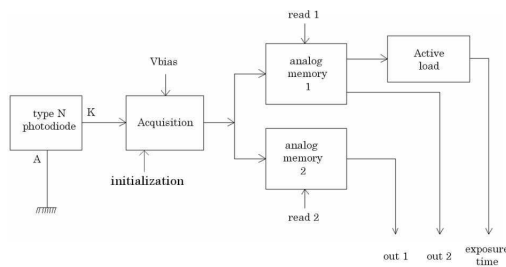 read 1
Vbias
analog
memory
1
Active
load
type N
photodiode
K
Acquisition
A
analog
memory
2
initialization
read 2
out 1
out 2
exposure
time